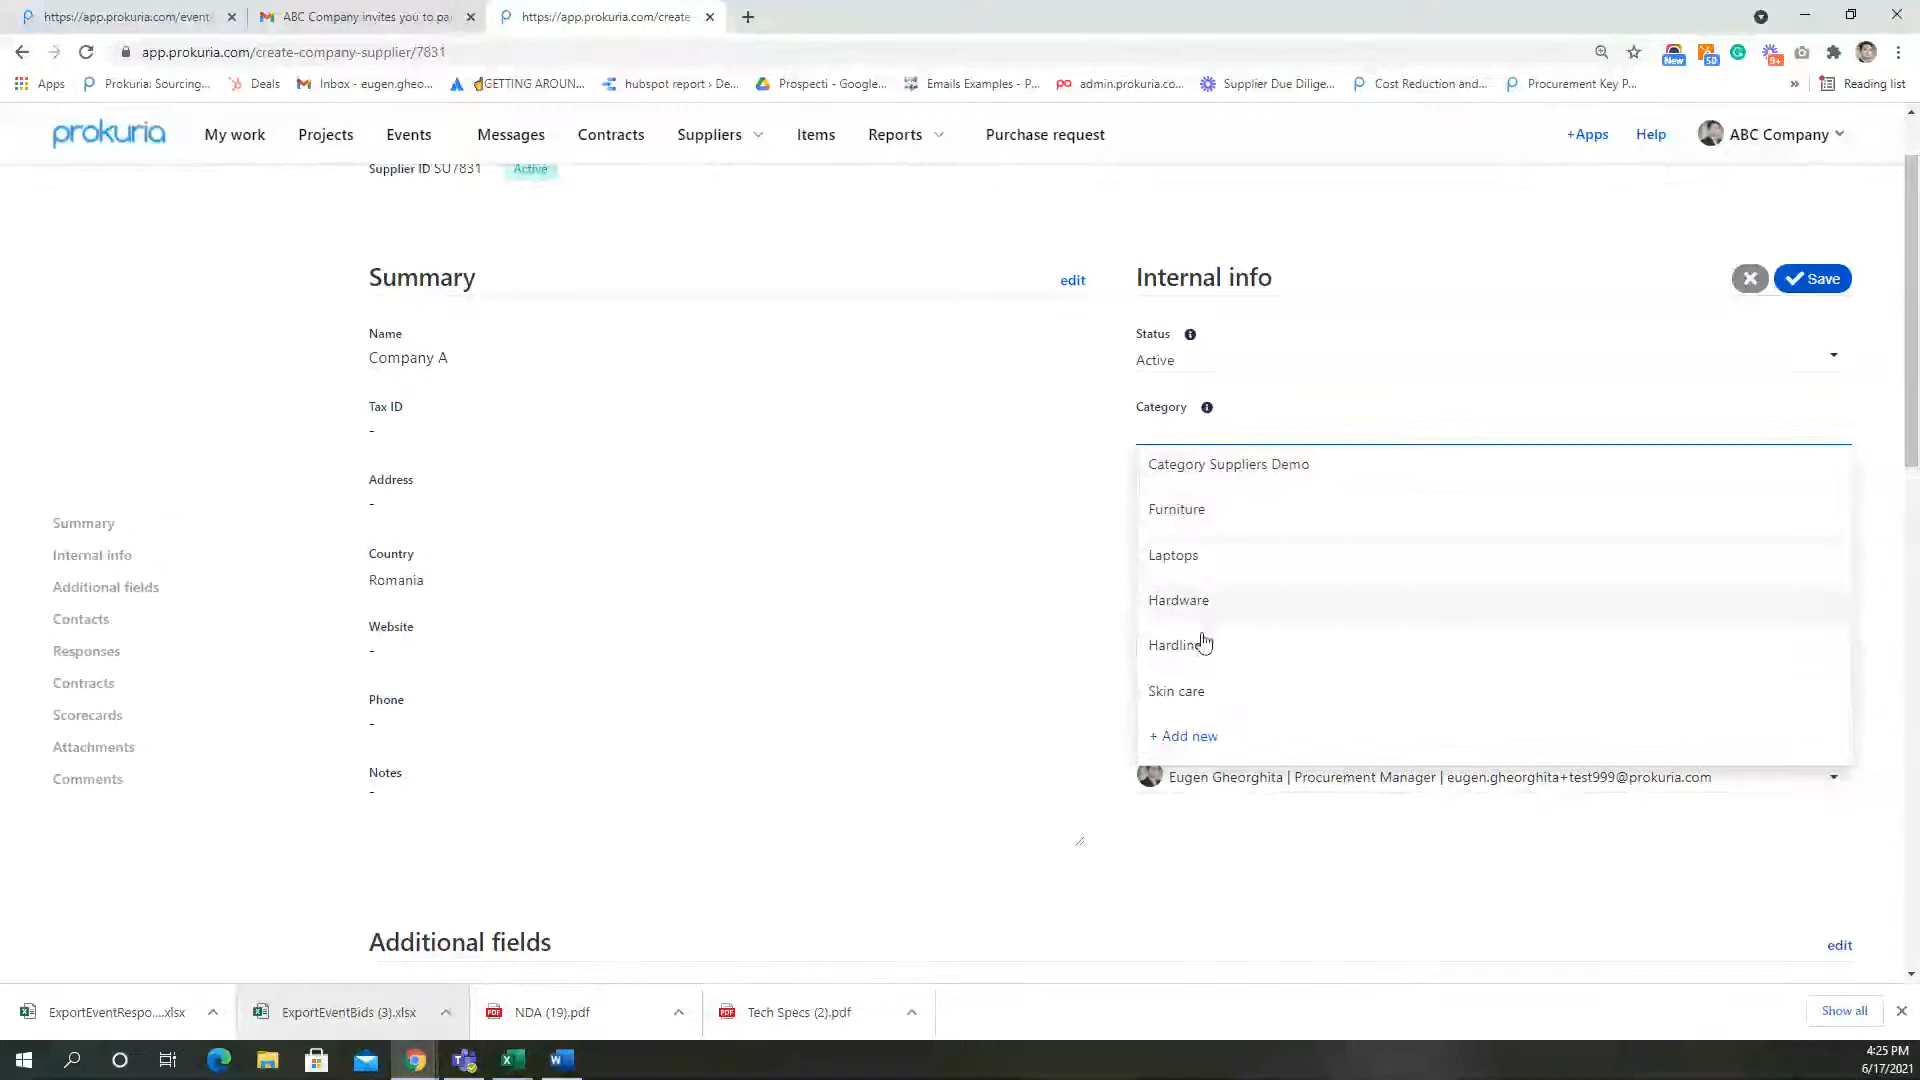 https://app.prokuria.com/event/
ABC Company invites you to pa
https://app.prokuria.com/create-
app.prokuria.com/create-company-supplier/7831
New
50
9+
Apps
Prokuria: Sourcing...
Deals
Inbox - eugen.gheo...
GETTING AROUN...
hubspot report › De...
Prospecti - Google...
Emails Examples - P...
admin.prokuria.co...
Supplier Due Dilige...
Cost Reduction and...
Procurement Key P...
»
Reading list
prokuria
My work
Projects
Events
Messages
Contracts
Suppliers
Items
Reports
Purchase request
+Apps
Help
ABC Company
Supplier ID SU7831
Active
Summary
edit
Name
Company A
Tax ID
-
Address
-
Country
Romania
Website
-
Phone
-
Notes
-
Internal info
Save
Status
Active
Category
Category Suppliers Demo
Furniture
Laptops
Hardware
Hardlin
Skin care
+ Add new
Eugen Gheorghita | Procurement Manager | eugen.gheorghita+test999@prokuria.com
Summary
Internal info
Additional fields
Contacts
Responses
Contracts
Scorecards
Attachments
Comments
Additional fields
edit
ExportEventRespo....xlsx
ExportEventBids (3).xlsx
NDA (19).pdf
Tech Specs (2).pdf
Show all
4:25 PM
6/17/2021